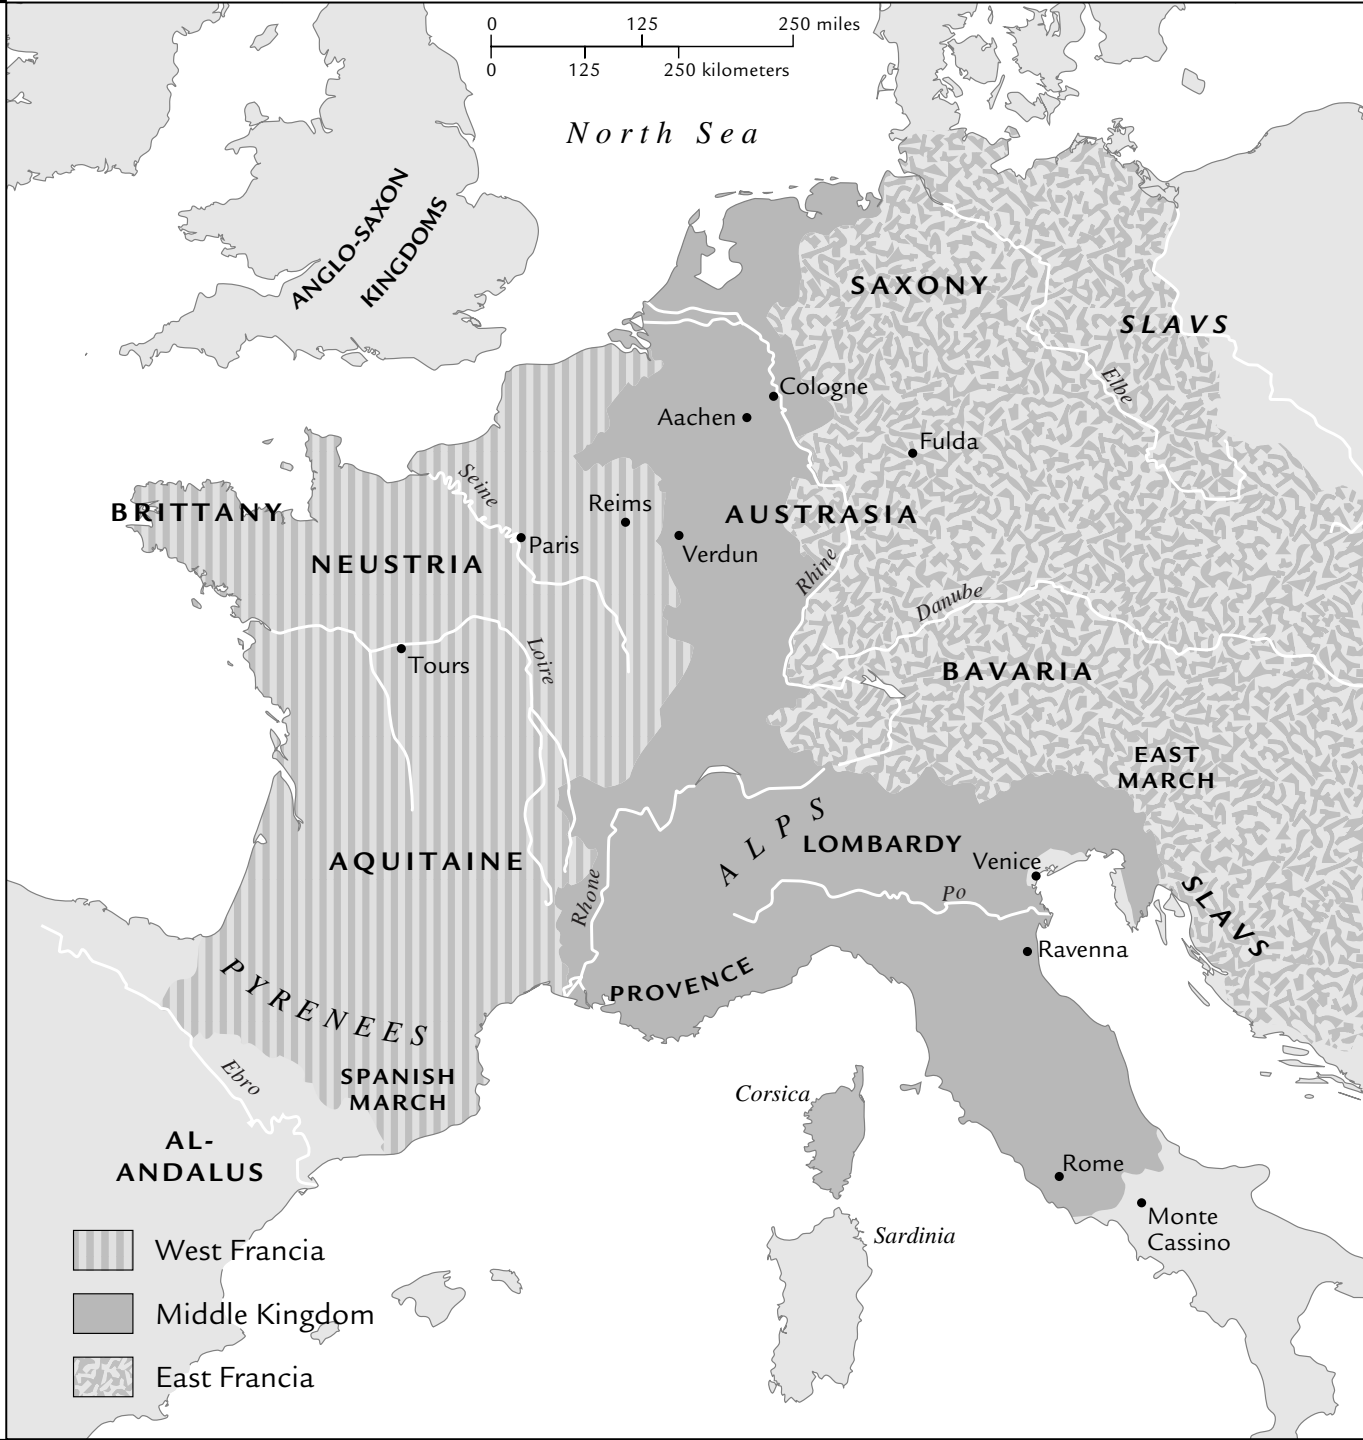 0 125 250 miles
0 125 250 kilometers
North Sea
ANGLO-SAXON
KINGDOMS
SAXONY
SLAVS
Elbe
Cologne
Aachen
Fulda
Seine
Reims
BRITTANY
AUSTRASIA
Paris
Verdun
NEUSTRIA
Rhine
Danube
Loire
Tours
BAVARIA
EAST
MARCH
ALPS
LOMBARDY
AQUITAINE
Venice
Rhone
Po
SLAVS
Ravenna
PROVENCE
PYRENEES
Ebro
SPANISH
MARCH
Corsica
AL-
ANDALUS
Rome
Monte
Cassino
Sardinia
West Francia
Middle Kingdom
East Francia